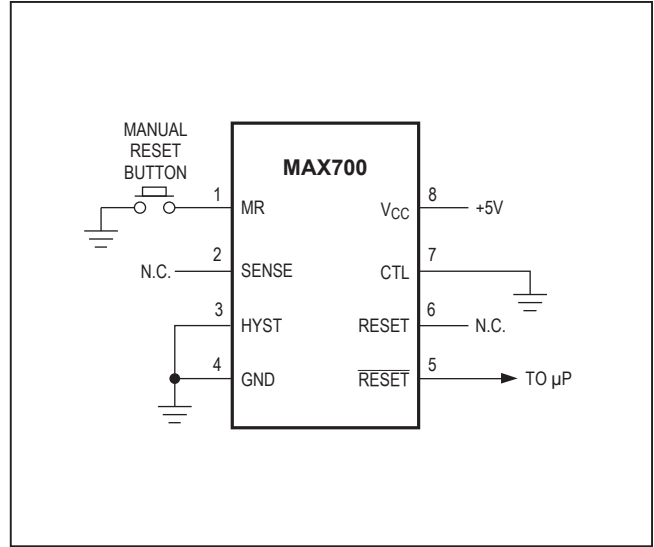 MANUAL
RESET
BUTTON
MAX700
1 MR
VCC 8 +5V
N.C. 2 SENSE
CTL 7
3 HYST
RESET 6 N.C.
4 GND
R̅E̅S̅E̅T̅ 5 TO µP